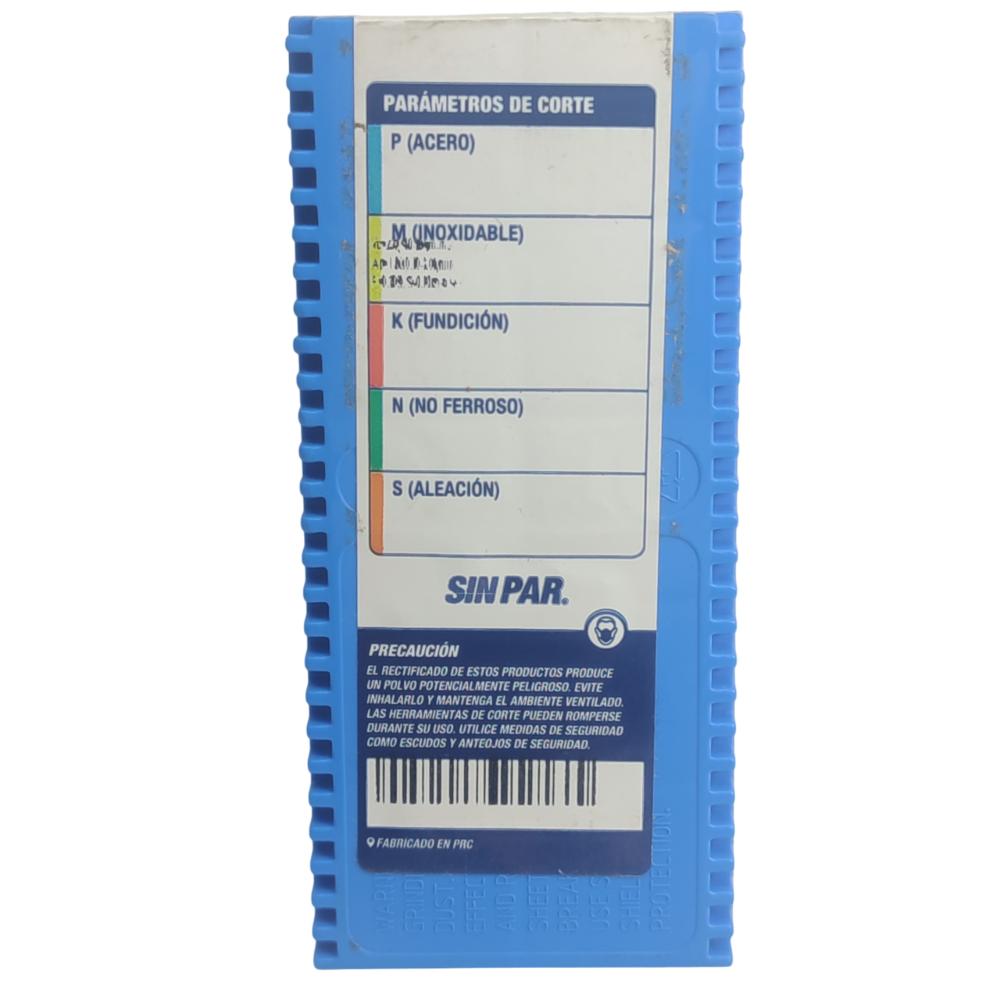 PARÁMETROS DE CORTE
P (ACERO)
M (INOXIDABLE)
K (FUNDICIÓN)
N (NO FERROSO)
S (ALEACIÓN)
SIN PAR®
PRECAUCIÓN
EL RECTIFICADO DE ESTOS PRODUCTOS PRODUCE
UN POLVO POTENCIALMENTE PELIGROSO. EVITE
INHALARLO Y MANTENGA EL AMBIENTE VENTILADO.
LAS HERRAMIENTAS DE CORTE PUEDEN ROMPERSE
DURANTE SU USO. UTILICE MEDIDAS DE SEGURIDAD
COMO ESCUDOS Y ANTEOJOS DE SEGURIDAD.
FABRICADO EN PRC
PROTECTION.